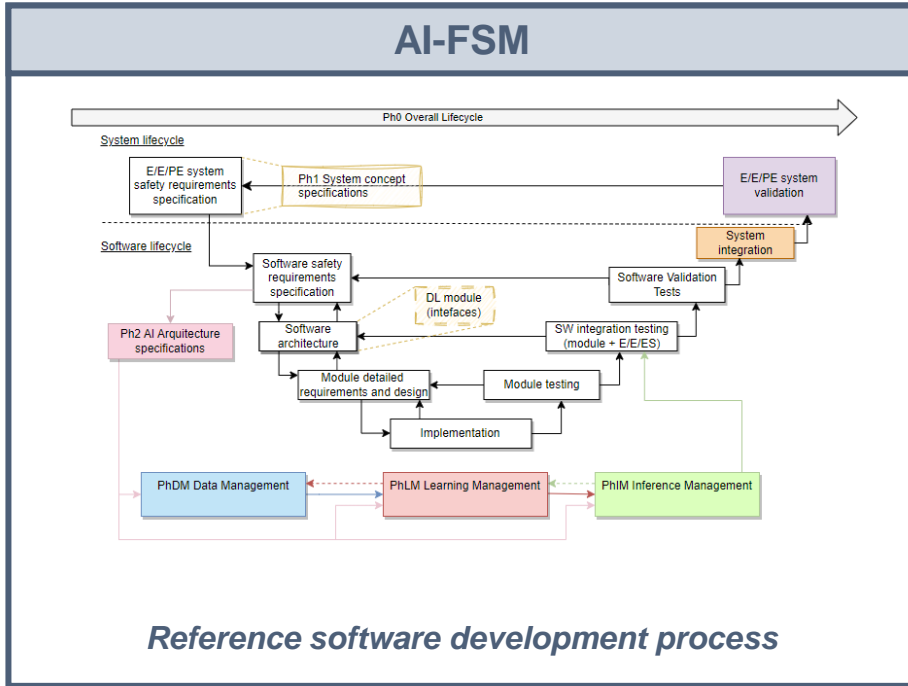 AI-FSM
Ph0 Overall Lifecycle
System lifecycle
E/E/PE system
safety requirements
specification
Ph1 System concept
specifications
E/E/PE system
validation
Software lifecycle
System
integration
Software safety
requirements
specification
Software Validation
Tests
DL module
(intefaces)
Ph2 AI Arquitecture
specifications
Software
architecture
SW integration testing
(module + E/E/ES)
Module detailed
requirements and design
Module testing
Implementation
PhDM Data Management
PhLM Learning Management
PhIM Inference Management
Reference software development process